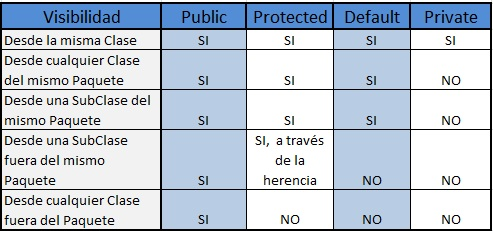 Visibilidad Public Protected Default Private
Desde la misma Clase SI SI SI SI
Desde cualquier Clase
del mismo Paquete SI SI SI NO
Desde una SubClase del
mismo Paquete SI SI SI NO
Desde una SubClase SI, a través
fuera del mismo de la
Paquete SI herencia NO NO
Desde cualquier Clase
fuera del Paquete SI NO NO NO